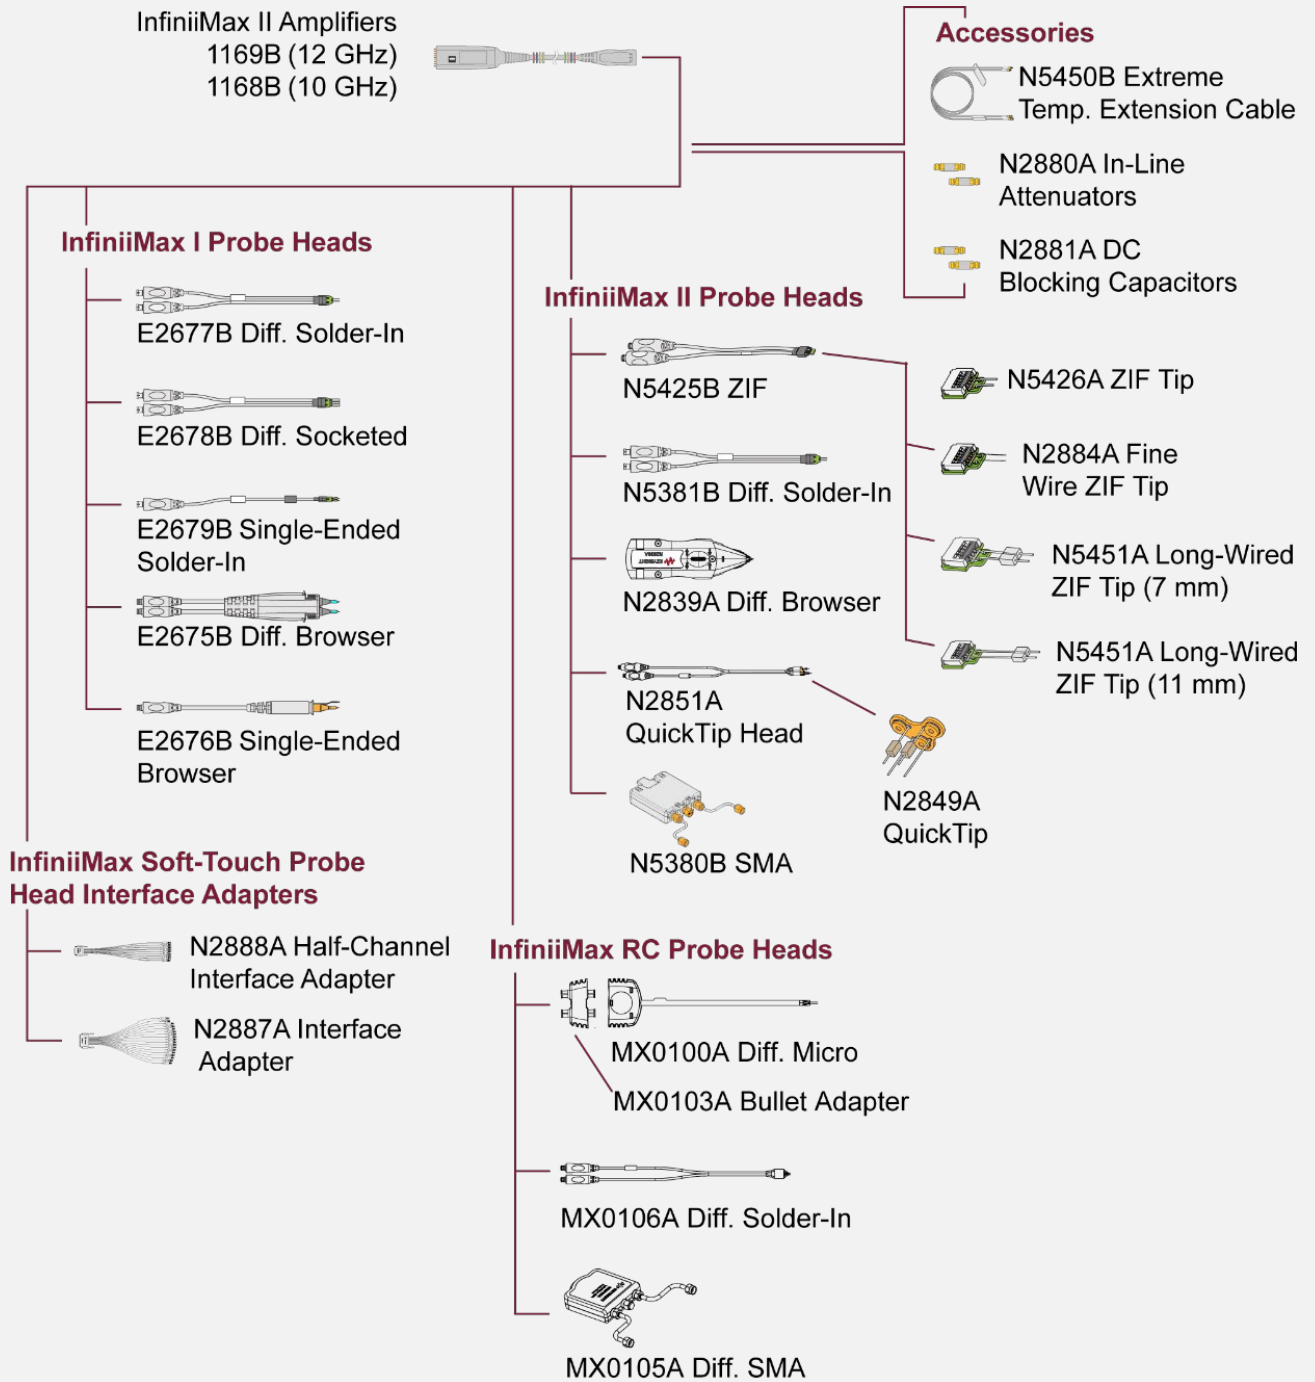 InfiniiMax II Amplifiers
1169B (12 GHz)
1168B (10 GHz)
Accessories
N5450B Extreme
Temp. Extension Cable
N2880A In-Line
Attenuators
N2881A DC
Blocking Capacitors
InfiniiMax I Probe Heads
E2677B Diff. Solder-In
E2678B Diff. Socketed
E2679B Single-Ended
Solder-In
E2675B Diff. Browser
E2676B Single-Ended
Browser
InfiniiMax II Probe Heads
N5425B ZIF
N5426A ZIF Tip
N2884A Fine
Wire ZIF Tip
N5451A Long-Wired
ZIF Tip (7 mm)
N5451A Long-Wired
ZIF Tip (11 mm)
N5381B Diff. Solder-In
N2839A Diff. Browser
N2851A
QuickTip Head
N2849A
QuickTip
N5380B SMA
InfiniiMax Soft-Touch Probe
Head Interface Adapters
N2888A Half-Channel
Interface Adapter
N2887A Interface
Adapter
InfiniiMax RC Probe Heads
MX0100A Diff. Micro
MX0103A Bullet Adapter
MX0106A Diff. Solder-In
MX0105A Diff. SMA